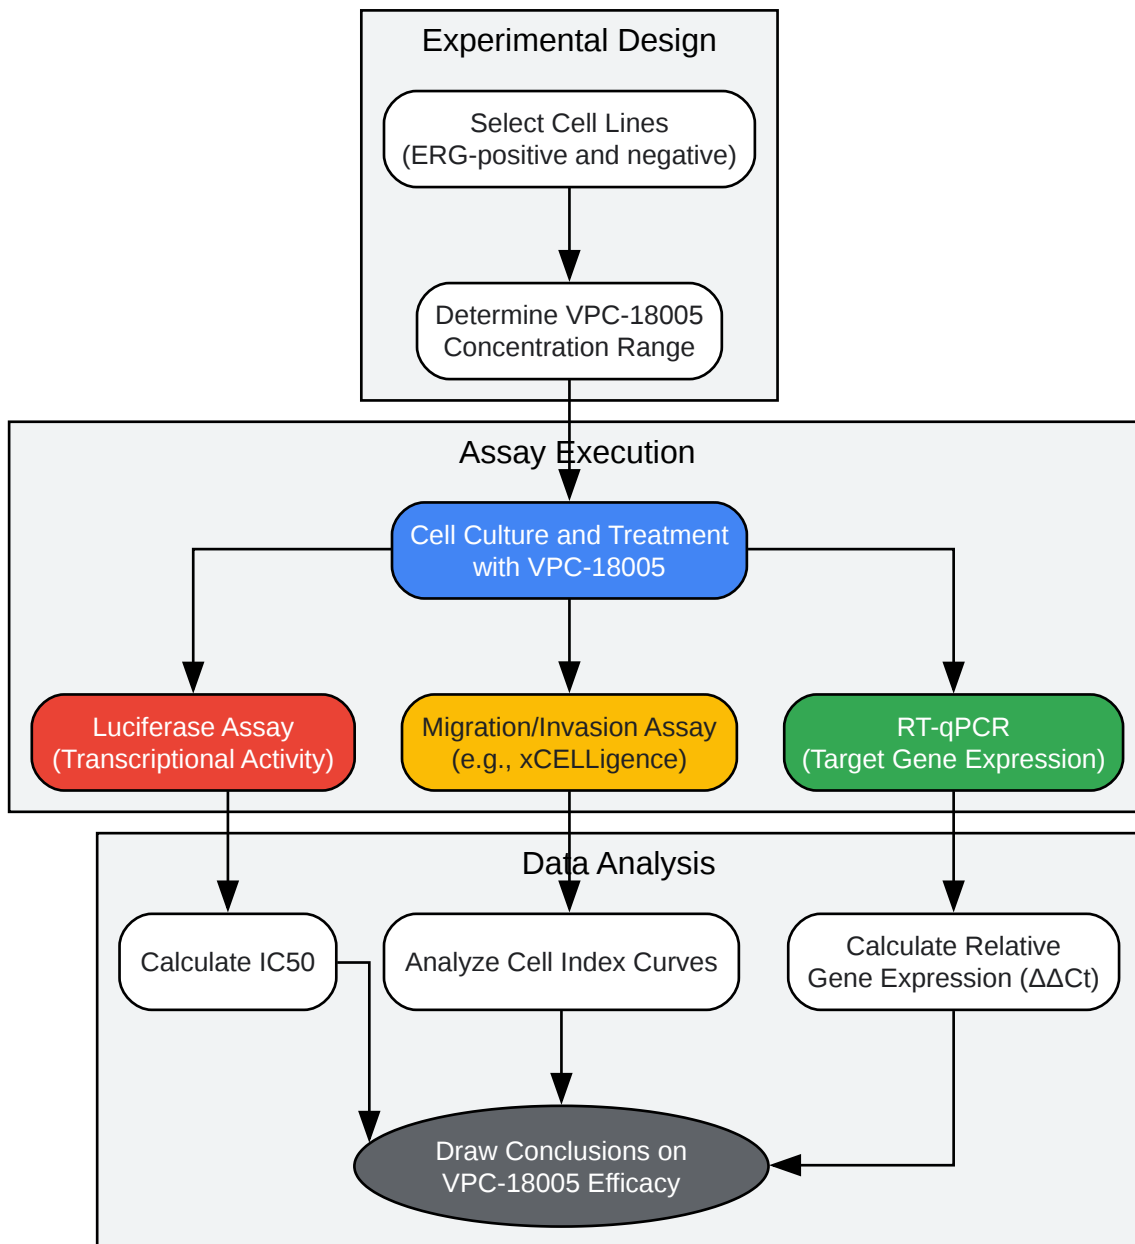 Experimental Design
Select Cell Lines
(ERG-positive and negative)
Determine VPC-18005
Concentration Range
Assay Execution
Cell Culture and Treatment
with VPC-18005
Luciferase Assay
(Transcriptional Activity)
Migration/Invasion Assay
(e.g., xCELLigence)
RT-qPCR
(Target Gene Expression)
Data Analysis
Calculate IC50
Analyze Cell Index Curves
Calculate Relative
Gene Expression (ΔΔCt)
Draw Conclusions on
VPC-18005 Efficacy